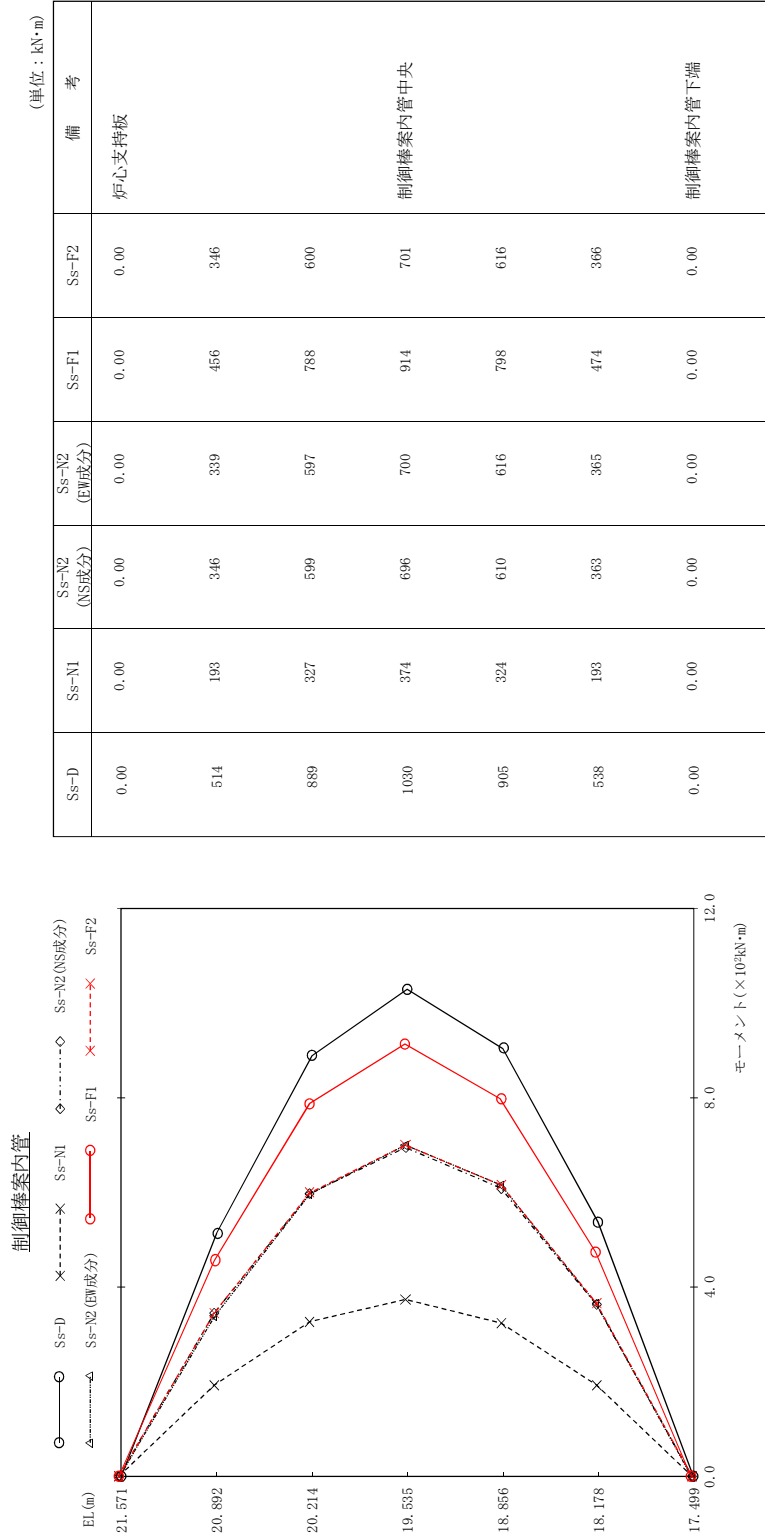 制御棒案内管
Ss-D Ss-N1 Ss-N2(NS成分)
Ss-N2(EW成分) Ss-F1 Ss-F2
EL(m)
21.571
20.892
20.214
19.535
18.856
18.178
17.499
0.0 4.0 8.0 12.0
モーメント(×10²kN・m)
(単位：kN・m)
Ss-D Ss-N1 Ss-N2(NS成分) Ss-N2(EW成分) Ss-F1 Ss-F2 備考
0.00 0.00 0.00 0.00 0.00 0.00 炉心支持板
514 193 346 339 456 346
889 327 599 597 788 600
1030 374 696 700 914 701 制御棒案内管中央
905 324 610 616 798 616
538 193 363 365 474 366
0.00 0.00 0.00 0.00 0.00 0.00 制御棒案内管下端